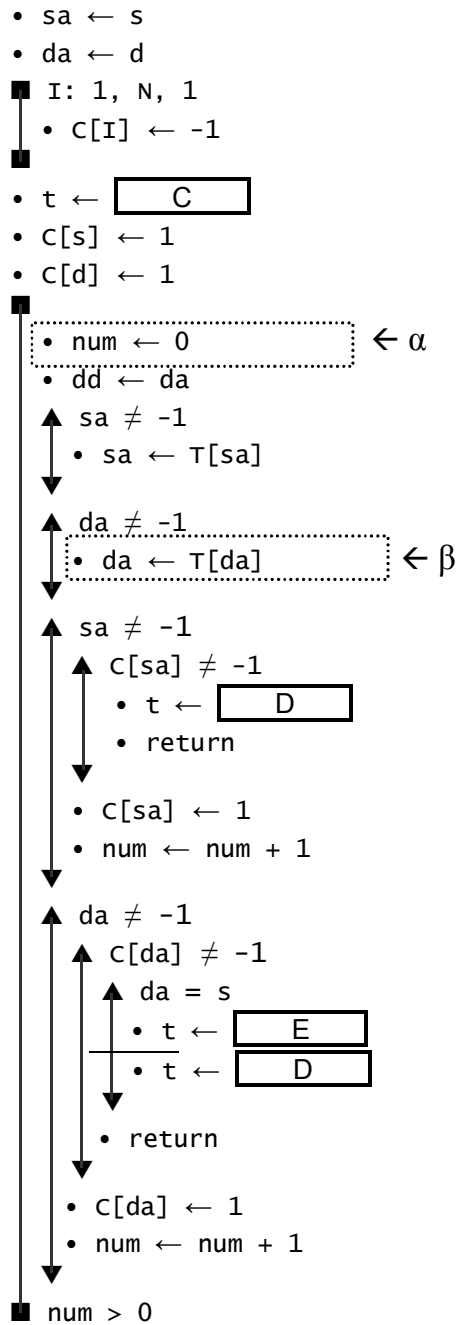 • sa ← s
• da ← d
■ I: 1, N, 1
• C[I] ← -1
• t ← C
• C[s] ← 1
• C[d] ← 1
• num ← 0 ← α
• dd ← da
sa ≠ -1
• sa ← T[sa]
da ≠ -1
• da ← T[da] ← β
sa ≠ -1
C[sa] ≠ -1
• t ← D
• return
• C[sa] ← 1
• num ← num + 1
da ≠ -1
C[da] ≠ -1
da = s
• t ← E
• t ← D
• return
• C[da] ← 1
• num ← num + 1
■ num > 0